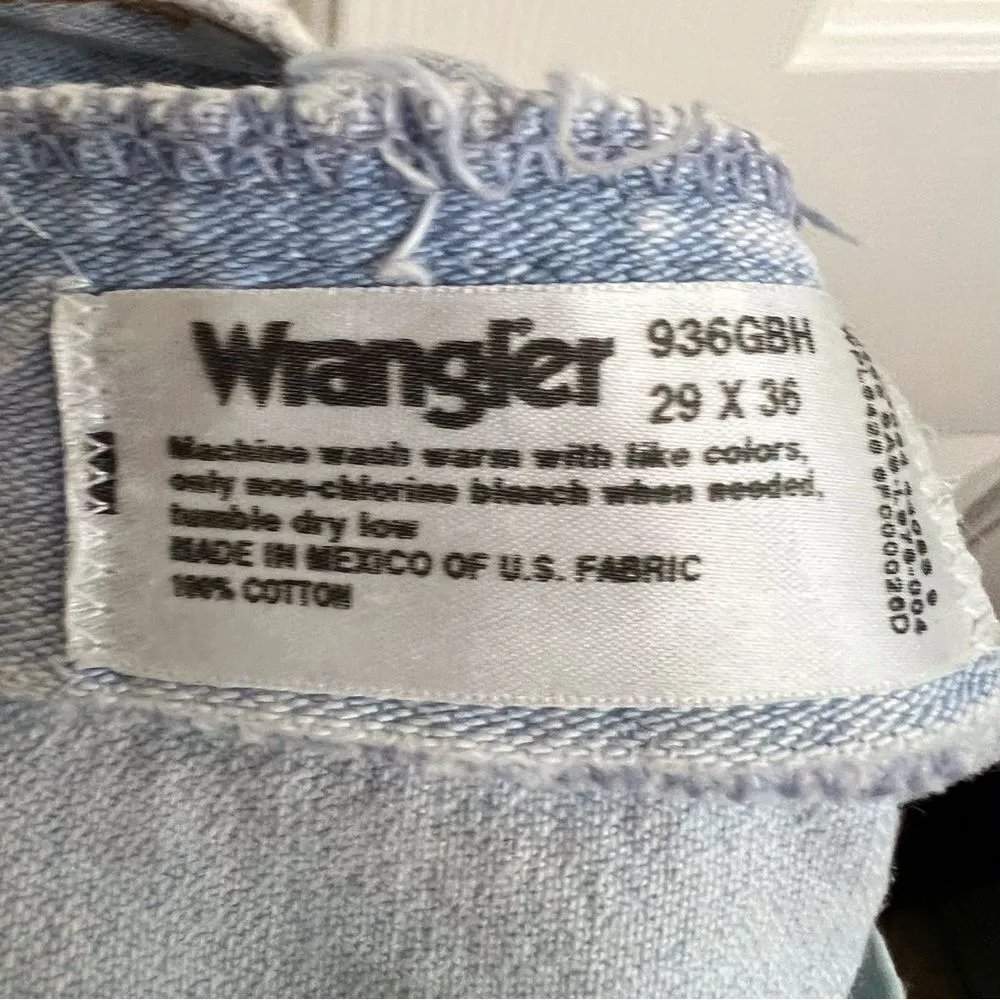 Wrangler
936GBH
29 X 36
Machine wash warm with like colors,
only non-chlorine bleach when needed,
tumble dry low
MADE IN MEXICO OF U.S. FABRIC
100% COTTON